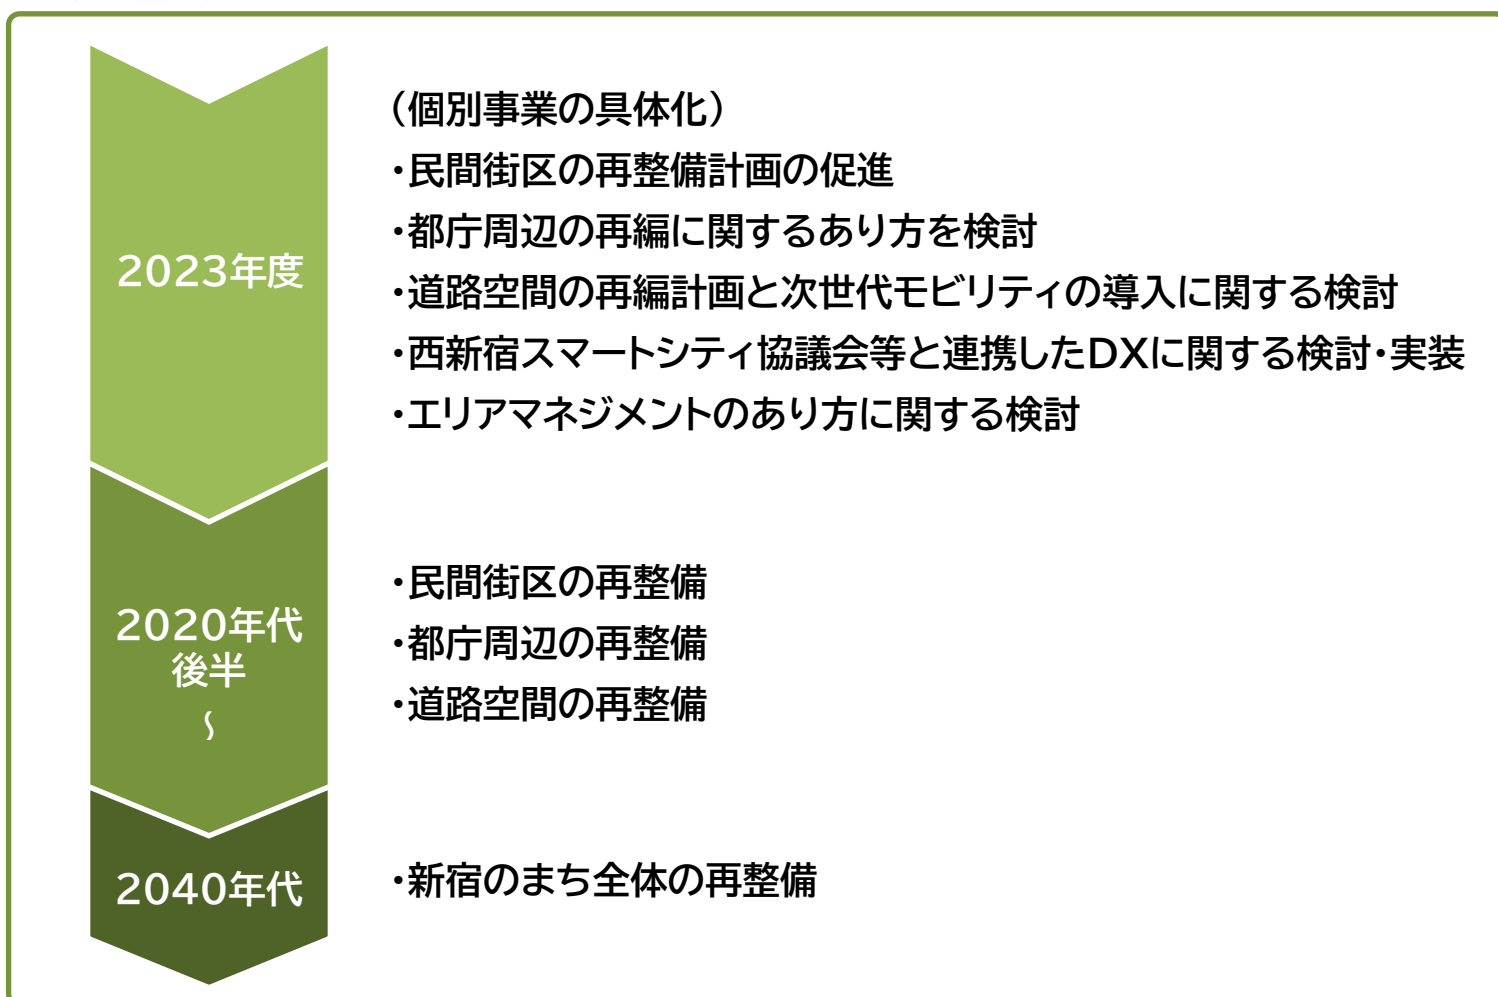 2023年度
（個別事業の具体化）
・民間街区の再整備計画の促進
・都庁周辺の再編に関するあり方を検討
・道路空間の再編計画と次世代モビリティの導入に関する検討
・西新宿スマートシティ協議会等と連携したDXに関する検討・実装
・エリアマネジメントのあり方に関する検討
2020年代
後半
～
・民間街区の再整備
・都庁周辺の再整備
・道路空間の再整備
2040年代
・新宿のまち全体の再整備